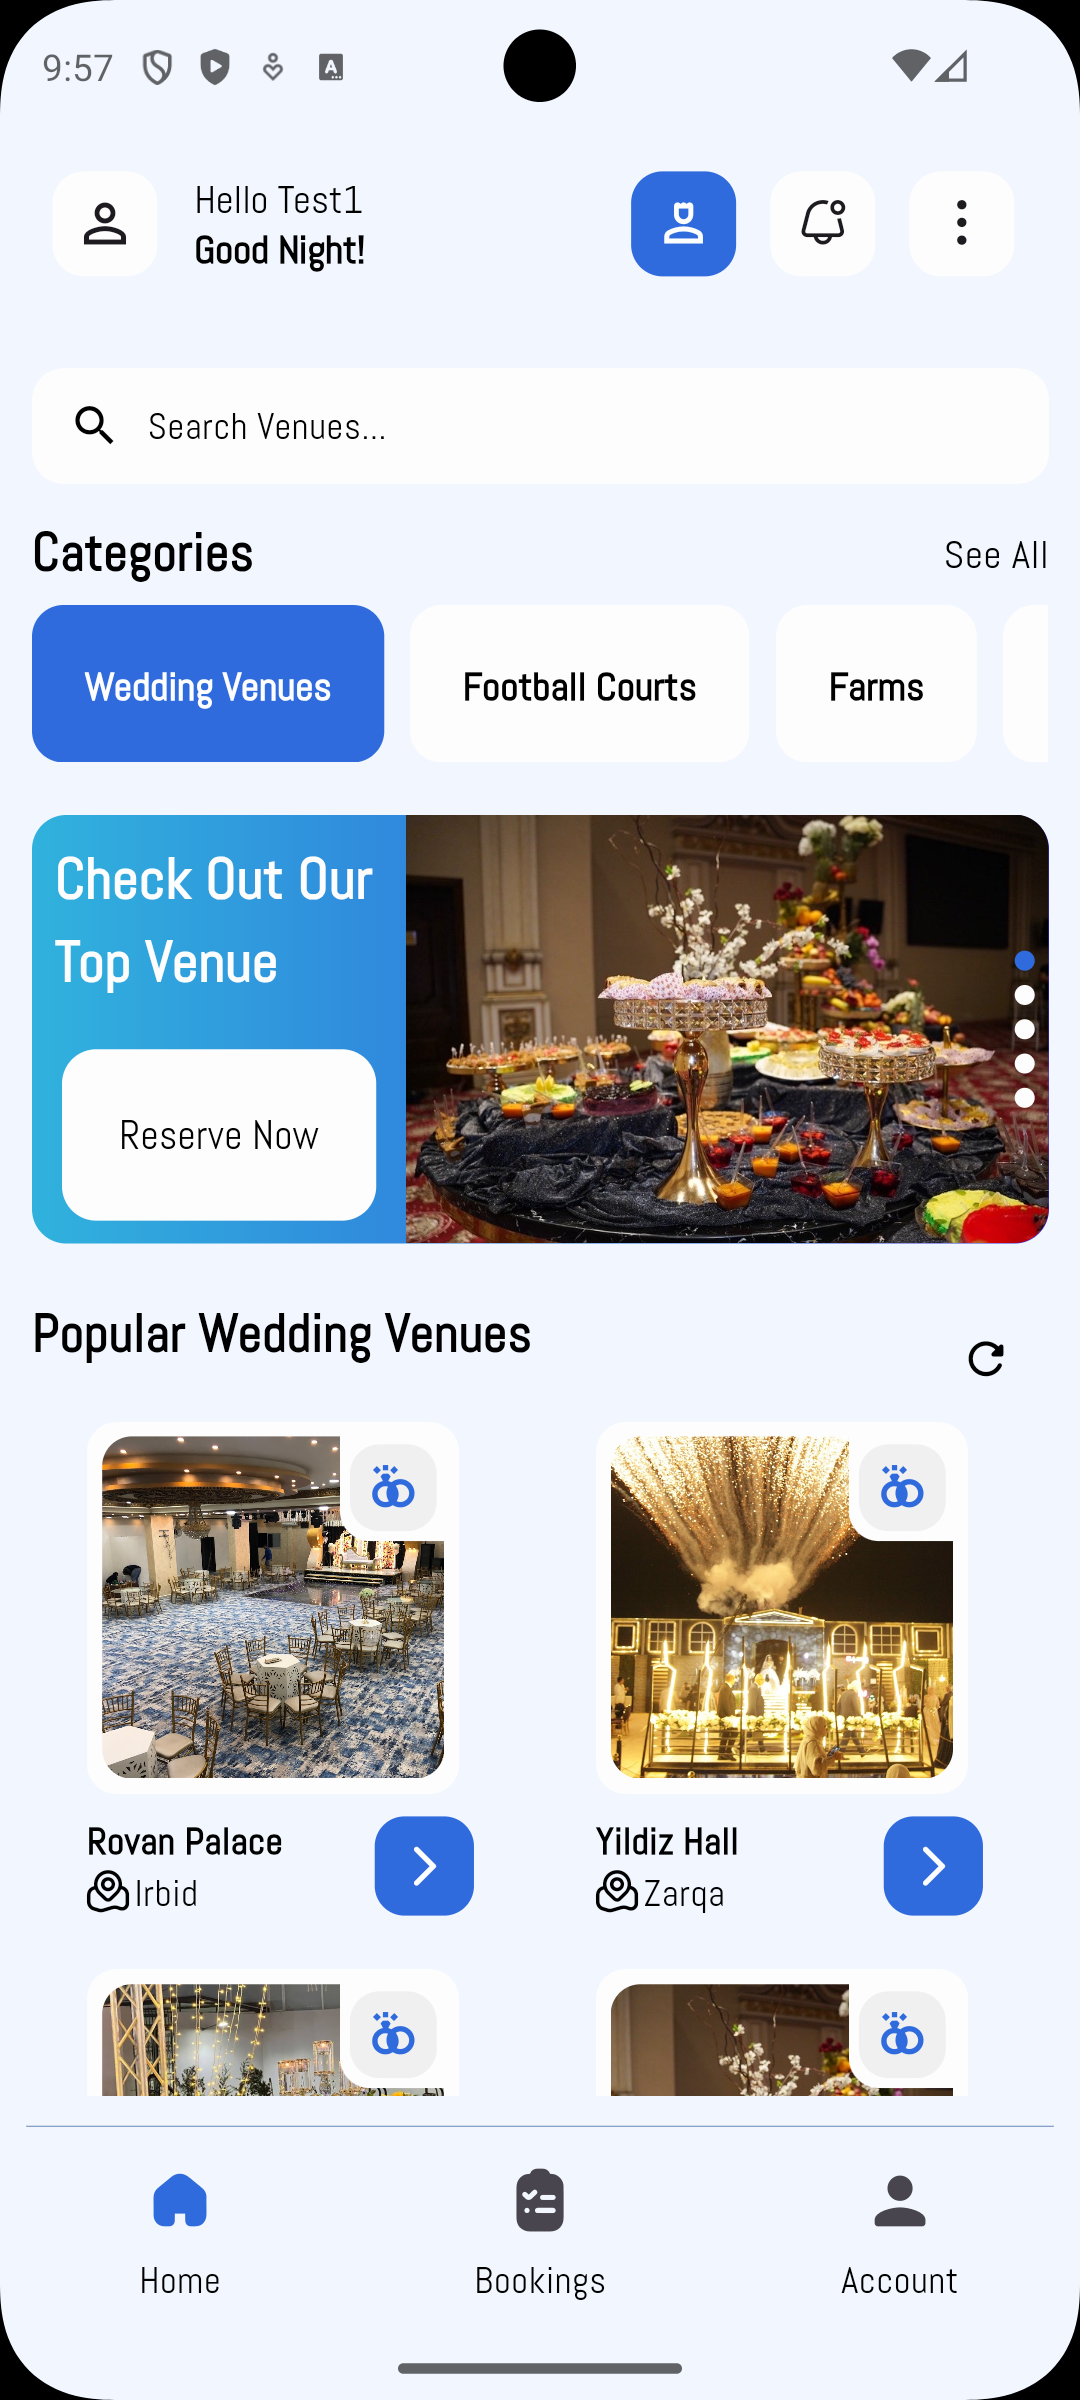 9:57
Hello Test1
Good Night!
Search Venues...
Categories
See All
Wedding Venues
Football Courts
Farms
Check Out Our
Top Venue
Reserve Now
Popular Wedding Venues
Rovan Palace
Irbid
Yildiz Hall
Zarqa
Home
Bookings
Account